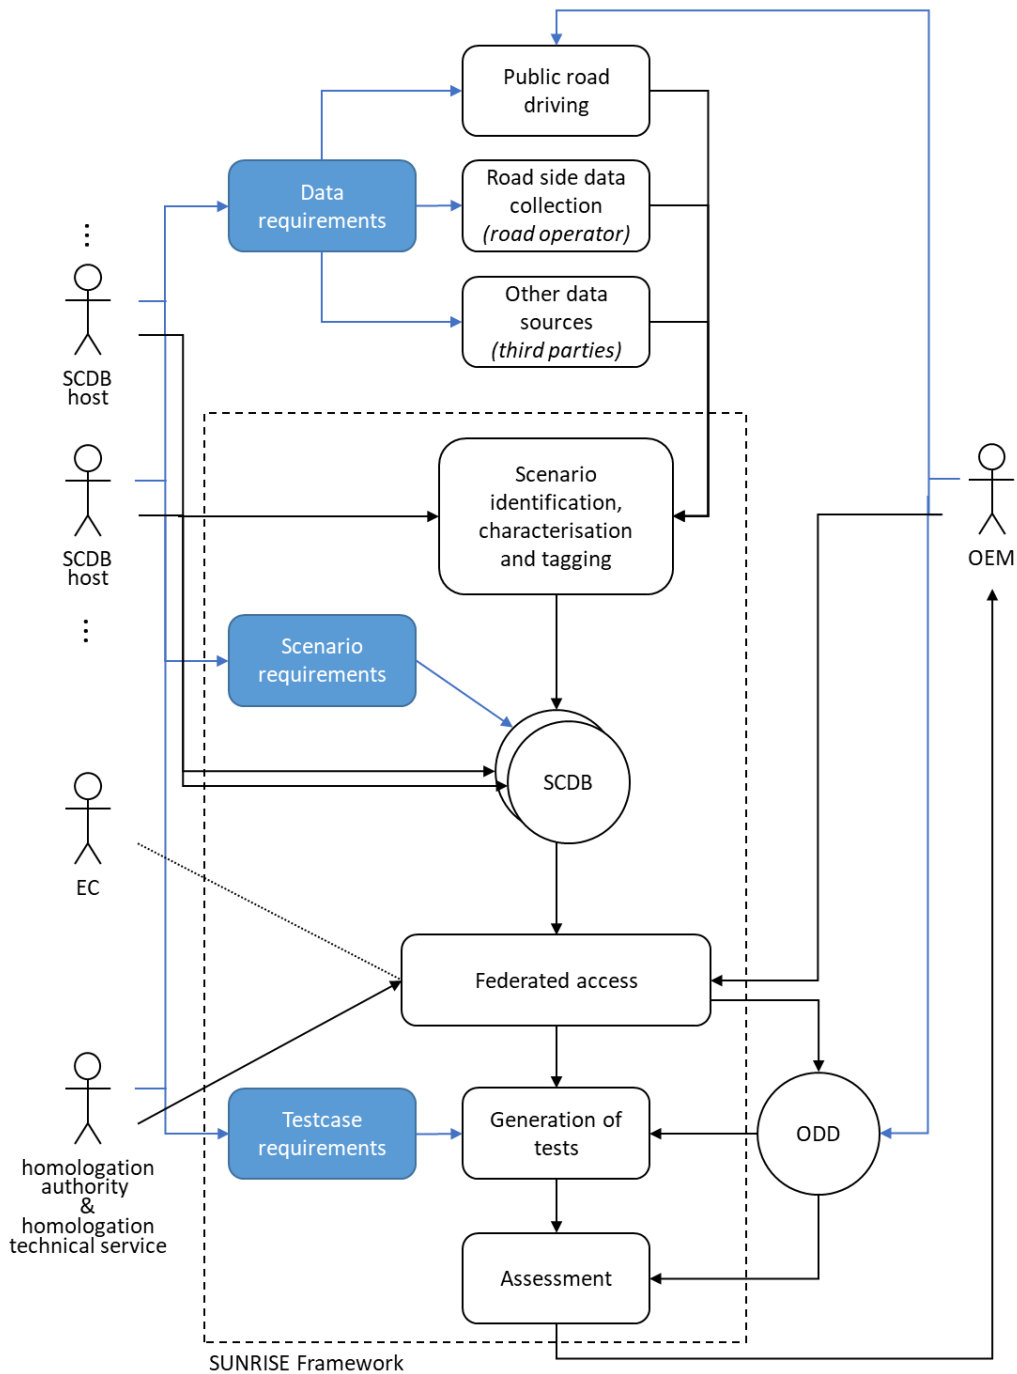 Public road
driving
Data
requirements
Road side data
collection
(road operator)
Other data
sources
(third parties)
⋮
SCDB
host
SCDB
host
⋮
Scenario
identification,
characterisation
and tagging
OEM
Scenario
requirements
SCDB
EC
Federated access
Testcase
requirements
Generation of
tests
ODD
homologation
authority
&
homologation
technical service
Assessment
SUNRISE Framework